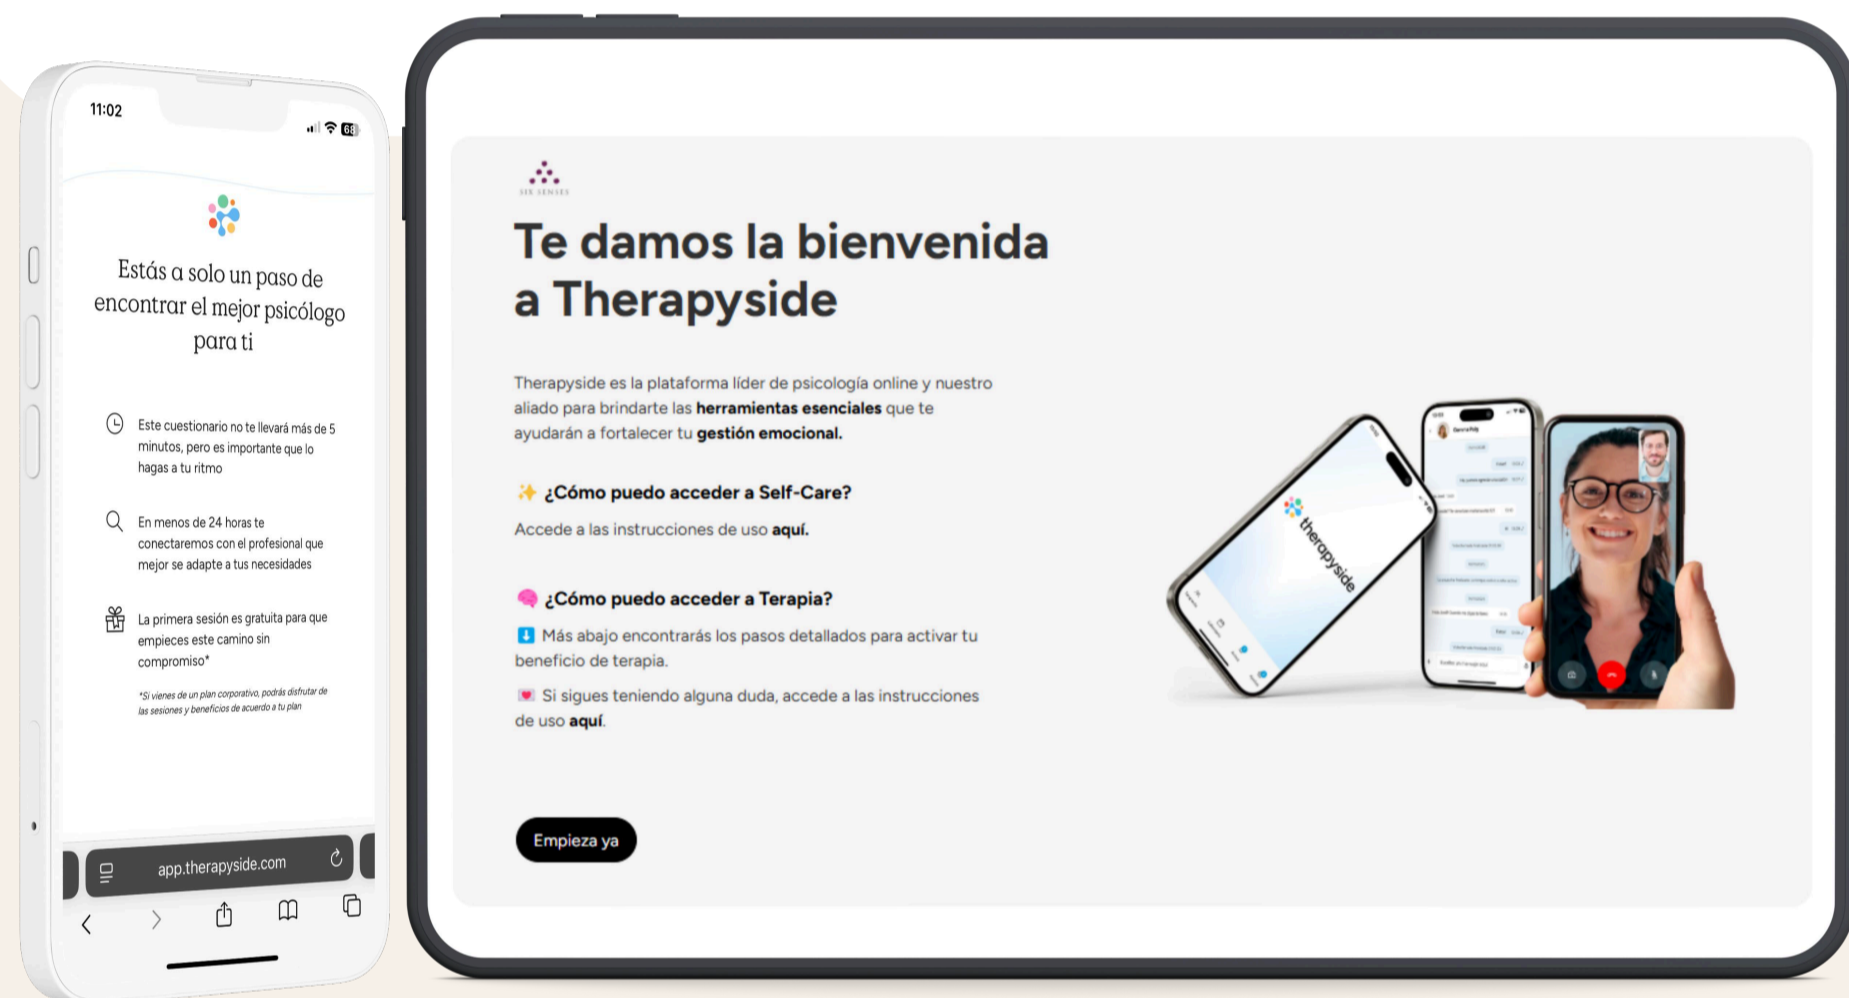 11:02
68
Estás a solo un paso de
encontrar el mejor psicólogo
para ti
Este cuestionario no te llevará más de 5
minutos, pero es importante que lo
hagas a tu ritmo
En menos de 24 horas te
conectaremos con el profesional que
mejor se adapte a tus necesidades
La primera sesión es gratuita para que
empieces este camino sin
compromiso*
*Si vienes de un plan corporativo, podrás disfrutar de
las sesiones y beneficios de acuerdo a tu plan
app.therapyside.com
SIX SENSES
Te damos la bienvenida
a Therapyside
Therapyside es la plataforma líder de psicología online y nuestro
aliado para brindarte las herramientas esenciales que te
ayudarán a fortalecer tu gestión emocional.
¿Cómo puedo acceder a Self-Care?
Accede a las instrucciones de uso aquí.
¿Cómo puedo acceder a Terapia?
Más abajo encontrarás los pasos detallados para activar tu
beneficio de terapia.
Si sigues teniendo alguna duda, accede a las instrucciones
de uso aquí.
Empieza ya
therapyside